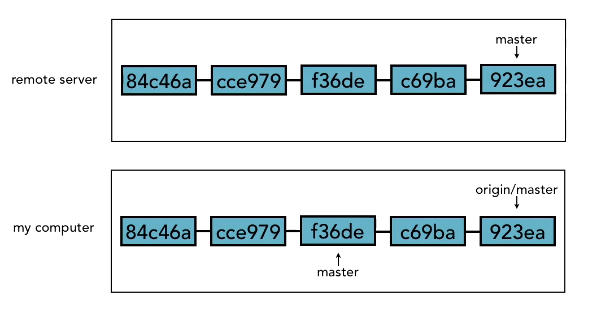 master
remote server
84c46a cce979 f36de c69ba 923ea
origin/master
my computer
84c46a cce979 f36de c69ba 923ea
master